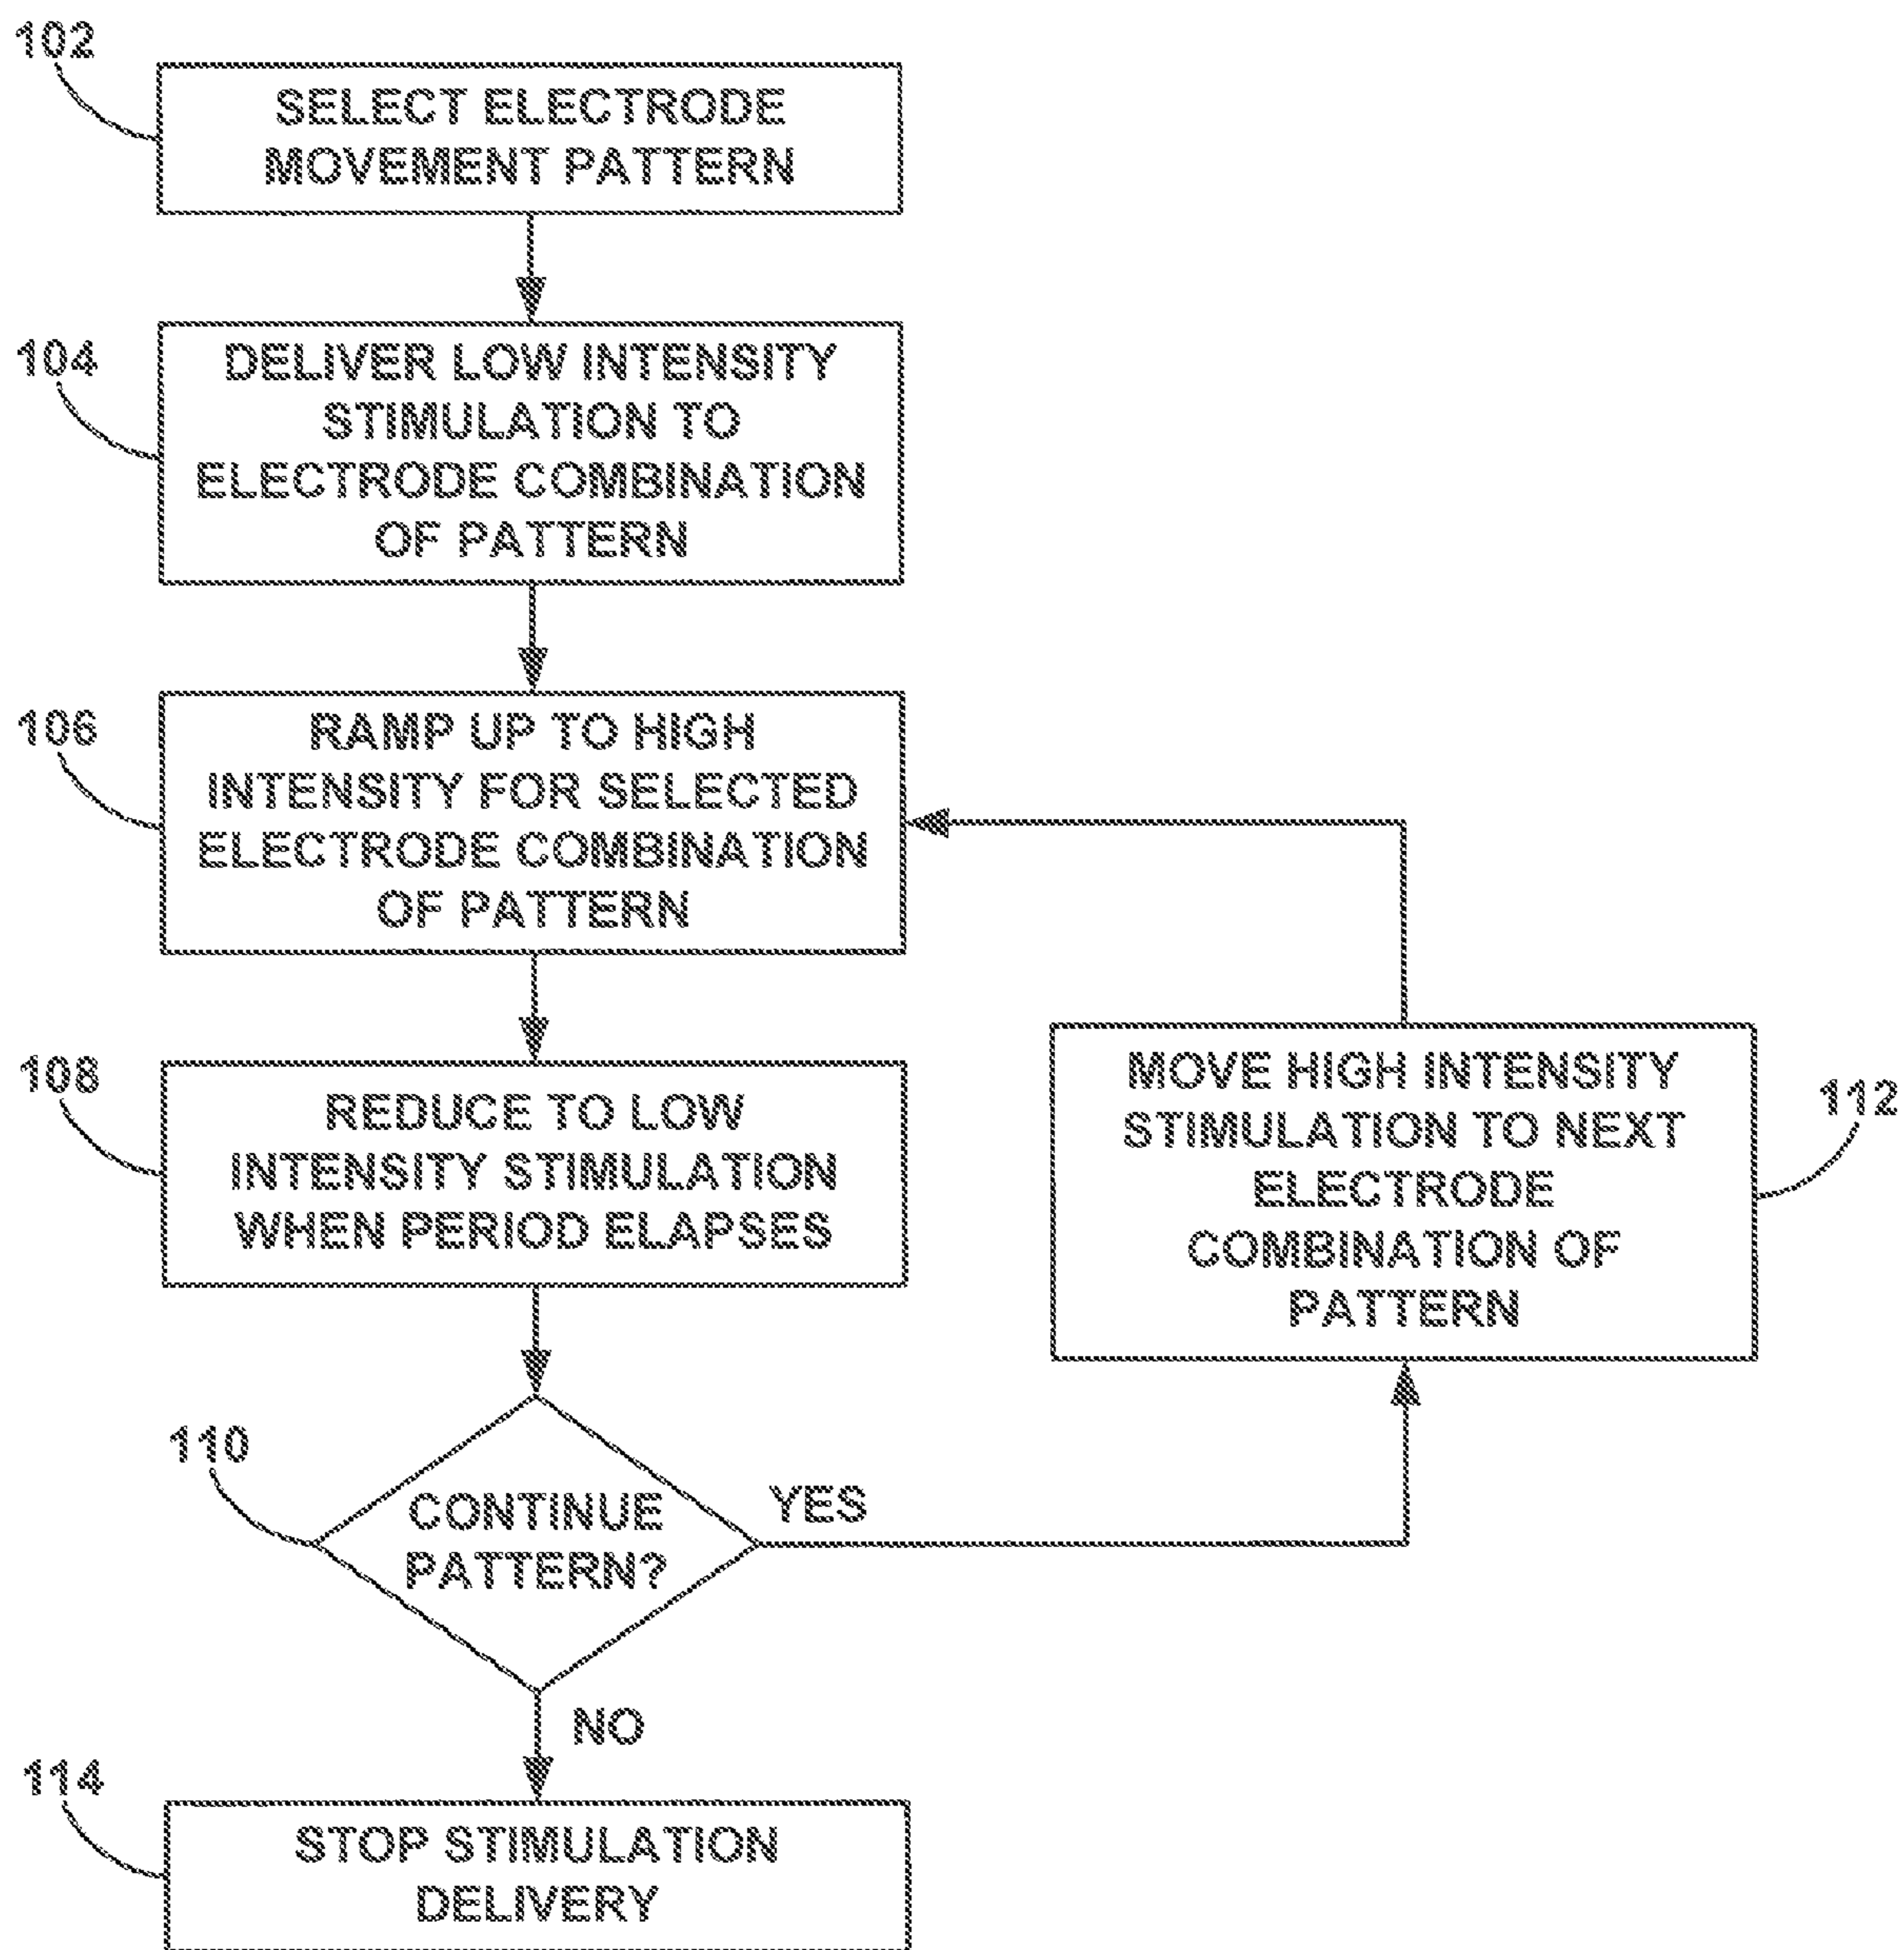 102
SELECT ELECTRODE
MOVEMENT PATTERN
104
DELIVER LOW INTENSITY
STIMULATION TO
ELECTRODE COMBINATION
OF PATTERN
106
RAMP UP TO HIGH
INTENSITY FOR SELECTED
ELECTRODE COMBINATION
OF PATTERN
108
REDUCE TO LOW
INTENSITY STIMULATION
WHEN PERIOD ELAPSES
MOVE HIGH INTENSITY
STIMULATION TO NEXT
ELECTRODE
COMBINATION OF
PATTERN
112
110
CONTINUE
PATTERN?
YES
NO
114
STOP STIMULATION
DELIVERY